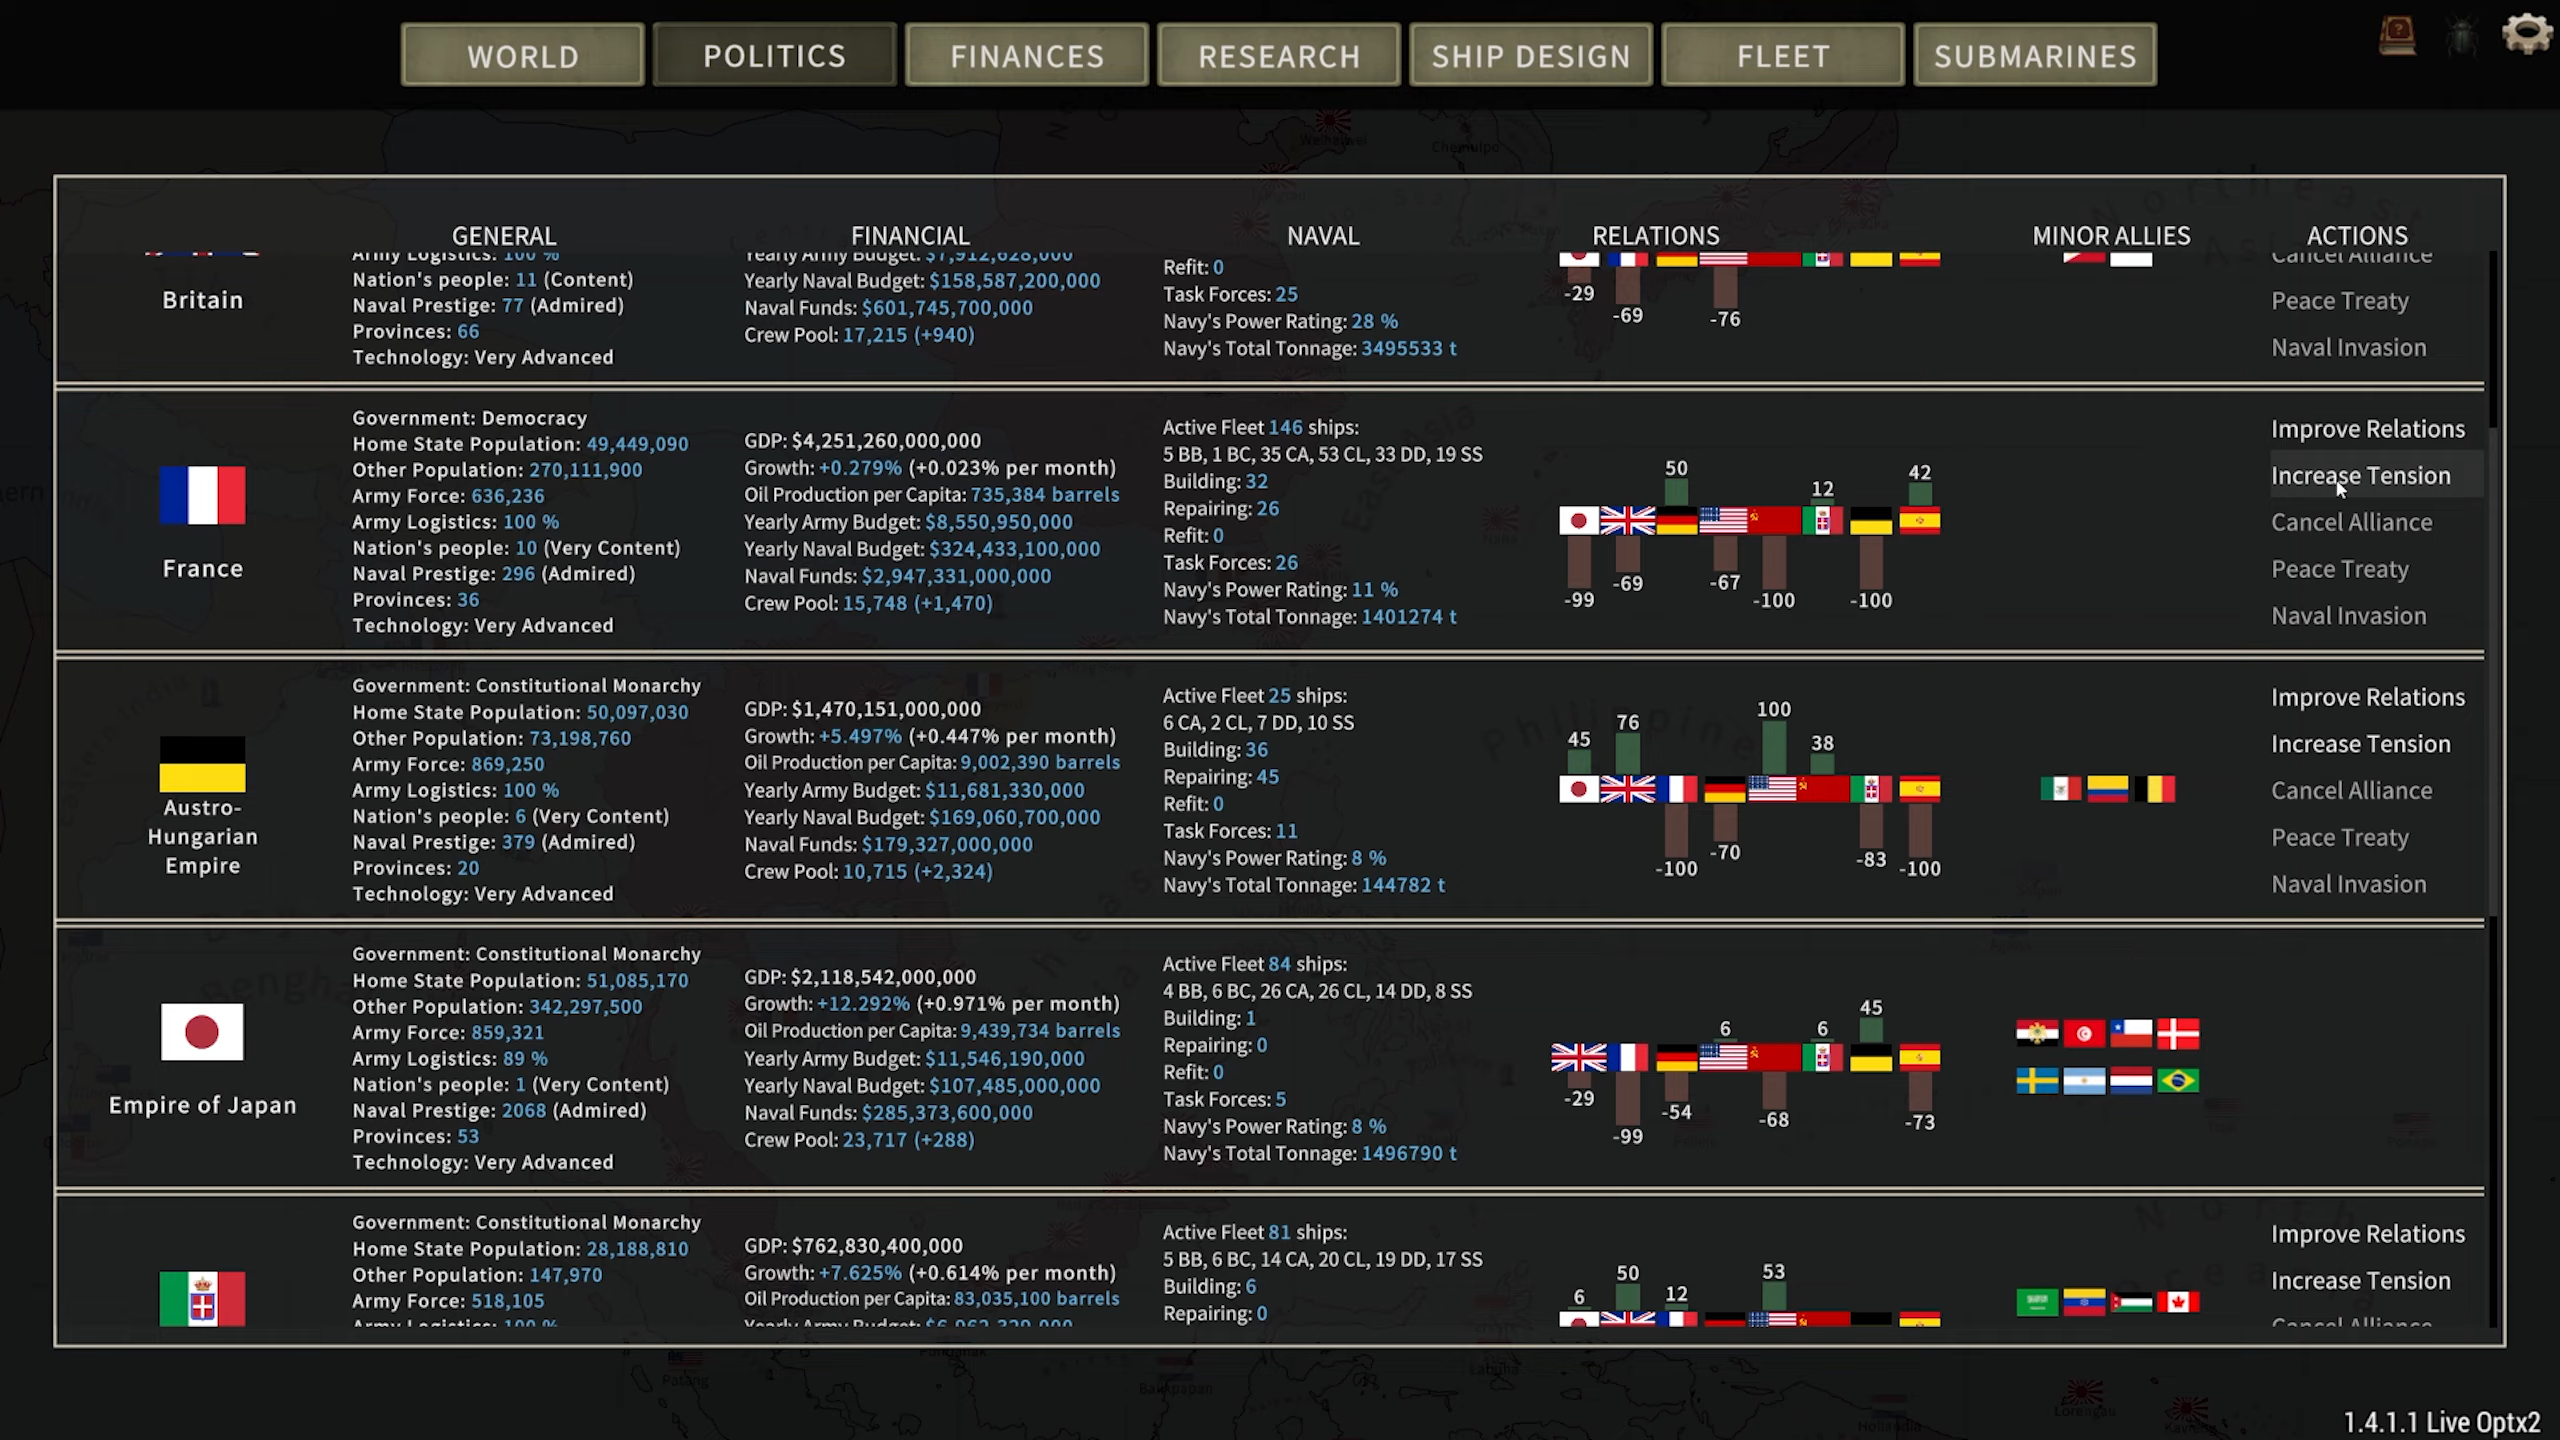 WORLD
POLITICS
FINANCES
RESEARCH
SHIP DESIGN
FLEET
SUBMARINES
GENERAL
FINANCIAL
NAVAL
RELATIONS
MINOR ALLIES
ACTIONS
Britain
Army Logistics: 100 %
Nation's people: 11 (Content)
Naval Prestige: 77 (Admired)
Provinces: 66
Technology: Very Advanced
Yearly Army Budget: $7,912,628,000
Yearly Naval Budget: $158,587,200,000
Naval Funds: $601,745,700,000
Crew Pool: 17,215 (+940)
Refit: 0
Task Forces: 25
Navy's Power Rating: 28 %
Navy's Total Tonnage: 3495533 t
-29
-69
-76
Cancel Alliance
Peace Treaty
Naval Invasion
France
Government: Democracy
Home State Population: 49,449,090
Other Population: 270,111,900
Army Force: 636,236
Army Logistics: 100 %
Nation's people: 10 (Very Content)
Naval Prestige: 296 (Admired)
Provinces: 36
Technology: Very Advanced
GDP: $4,251,260,000,000
Growth: +0.279% (+0.023% per month)
Oil Production per Capita: 735,384 barrels
Yearly Army Budget: $8,550,950,000
Yearly Naval Budget: $324,433,100,000
Naval Funds: $2,947,331,000,000
Crew Pool: 15,748 (+1,470)
Active Fleet 146 ships:
5 BB, 1 BC, 35 CA, 53 CL, 33 DD, 19 SS
Building: 32
Repairing: 26
Refit: 0
Task Forces: 26
Navy's Power Rating: 11 %
Navy's Total Tonnage: 1401274 t
50
12
42
-99
-69
-67
-100
-100
Improve Relations
Increase Tension
Cancel Alliance
Peace Treaty
Naval Invasion
Austro-
Hungarian
Empire
Government: Constitutional Monarchy
Home State Population: 50,097,030
Other Population: 73,198,760
Army Force: 869,250
Army Logistics: 100 %
Nation's people: 6 (Very Content)
Naval Prestige: 379 (Admired)
Provinces: 20
Technology: Very Advanced
GDP: $1,470,151,000,000
Growth: +5.497% (+0.447% per month)
Oil Production per Capita: 9,002,390 barrels
Yearly Army Budget: $11,681,330,000
Yearly Naval Budget: $169,060,700,000
Naval Funds: $179,327,000,000
Crew Pool: 10,715 (+2,324)
Active Fleet 25 ships:
6 CA, 2 CL, 7 DD, 10 SS
Building: 36
Repairing: 45
Refit: 0
Task Forces: 11
Navy's Power Rating: 8 %
Navy's Total Tonnage: 144782 t
45
76
100
38
-100
-70
-83
-100
Improve Relations
Increase Tension
Cancel Alliance
Peace Treaty
Naval Invasion
Empire of Japan
Government: Constitutional Monarchy
Home State Population: 51,085,170
Other Population: 342,297,500
Army Force: 859,321
Army Logistics: 89 %
Nation's people: 1 (Very Content)
Naval Prestige: 2068 (Admired)
Provinces: 53
Technology: Very Advanced
GDP: $2,118,542,000,000
Growth: +12.292% (+0.971% per month)
Oil Production per Capita: 9,439,734 barrels
Yearly Army Budget: $11,546,190,000
Yearly Naval Budget: $107,485,000,000
Naval Funds: $285,373,600,000
Crew Pool: 23,717 (+288)
Active Fleet 84 ships:
4 BB, 6 BC, 26 CA, 26 CL, 14 DD, 8 SS
Building: 1
Repairing: 0
Refit: 0
Task Forces: 5
Navy's Power Rating: 8 %
Navy's Total Tonnage: 1496790 t
6
6
45
-29
-99
-54
-68
-73
Government: Constitutional Monarchy
Home State Population: 28,188,810
Other Population: 147,970
Army Force: 518,105
Army Logistics: 100 %
GDP: $762,830,400,000
Growth: +7.625% (+0.614% per month)
Oil Production per Capita: 83,035,100 barrels
Yearly Army Budget: $6,962,320,000
Active Fleet 81 ships:
5 BB, 6 BC, 14 CA, 20 CL, 19 DD, 17 SS
Building: 6
Repairing: 0
6
50
12
53
Improve Relations
Increase Tension
Cancel Alliance
1.4.1.1 Live Optx2